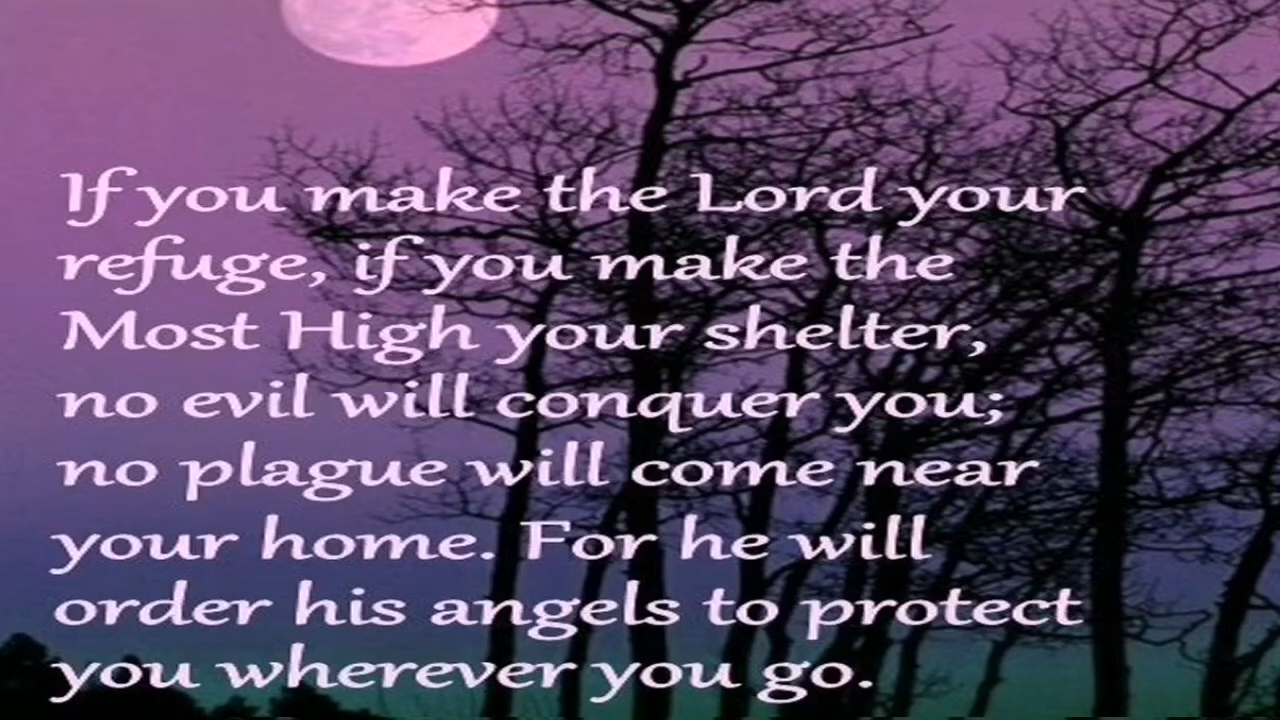 If you make the Lord your
refuge, if you make the
Most High your shelter,
no evil will conquer you;
no plague will come near
your home. For he will
order his angels to protect
you wherever you go.